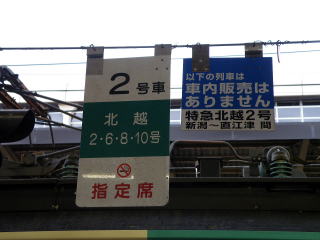 2号車
北越
2・6・8・10号
指定席
以下の列車は
車内販売は
ありません
特急北越2号
新潟～直江津 間